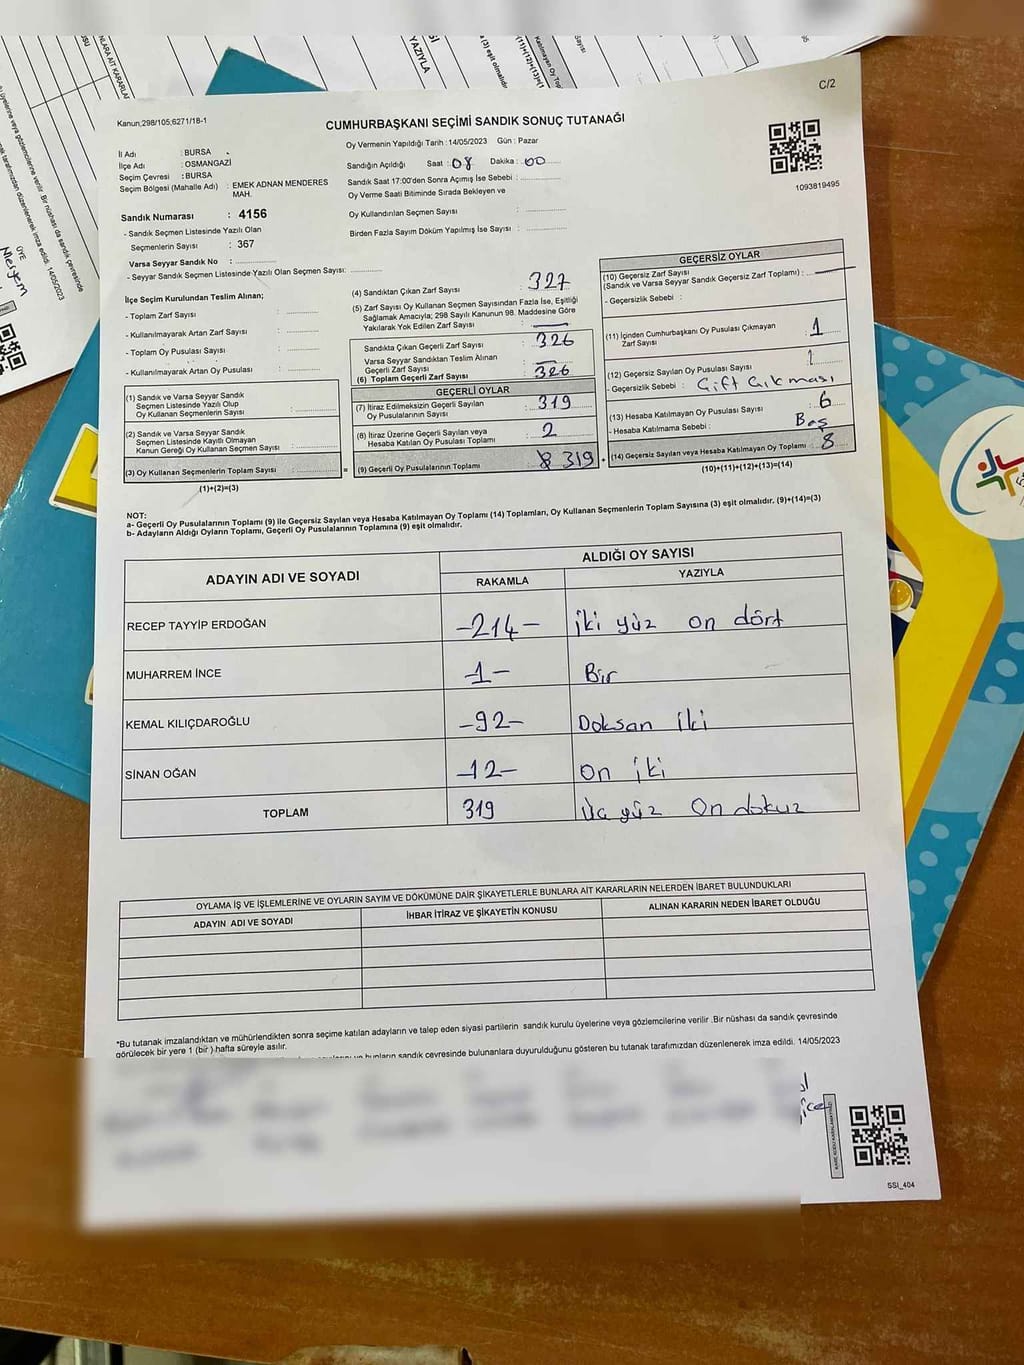 C/2
Kanun;298/105;6271/18-1
CUMHURBAŞKANI SEÇİMİ SANDIK SONUÇ TUTANAĞI
İl Adı : BURSA
İlçe Adı : OSMANGAZİ
Seçim Çevresi : BURSA
Seçim Bölgesi (Mahalle Adı) : EMEK ADNAN MENDERES MAH.
Sandık Numarası : 4156
- Sandık Seçmen Listesinde Yazılı Olan
Seçmenlerin Sayısı : 367
Varsa Seyyar Sandık No :
- Seyyar Sandık Seçmen Listesinde Yazılı Olan Seçmen Sayısı:
Oy Vermenin Yapıldığı Tarih : 14/05/2023 Gün : Pazar
Sandığın Açıldığı Saat : 08 Dakika : 00
Sandık Saat 17:00'den Sonra Açımış İse Sebebi :
Oy Verme Saati Bitiminde Sırada Bekleyen ve
Oy Kullandırılan Seçmen Sayısı :
Birden Fazla Sayım Döküm Yapılmış İse Sayısı :
1093819495
İlçe Seçim Kurulundan Teslim Alınan;
- Toplam Zarf Sayısı :
- Kullanılmayarak Artan Zarf Sayısı :
- Toplam Oy Pusulası Sayısı :
- Kullanılmayarak Artan Oy Pusulası :
(1) Sandık ve Varsa Seyyar Sandık
Seçmen Listesinde Yazılı Olup
Oy Kullanan Seçmenlerin Sayısı :
(2) Sandık ve Varsa Seyyar Sandık
Seçmen Listesinde Kayıtlı Olmayan
Kanun Gereği Oy Kullanan Seçmen Sayısı :
(3) Oy Kullanan Seçmenlerin Toplam Sayısı : =
(1)+(2)=(3)
(4) Sandıktan Çıkan Zarf Sayısı : 327
(5) Zarf Sayısı Oy Kullanan Seçmen Sayısından Fazla İse, Eşitliği
Sağlamak Amacıyla; 298 Sayılı Kanunun 98. Maddesine Göre
Yakılarak Yok Edilen Zarf Sayısı : —
Sandıkta Çıkan Geçerli Zarf Sayısı : 326
Varsa Seyyar Sandıktan Teslim Alınan
Geçerli Zarf Sayısı : —
(6) Toplam Geçerli Zarf Sayısı : 326
GEÇERLİ OYLAR
(7) İtiraz Edilmeksizin Geçerli Sayılan
Oy Pusulalarının Sayısı : 319
(8) İtiraz Üzerine Geçerli Sayılan veya
Hesaba Katılan Oy Pusulası Toplamı : 2
(9) Geçerli Oy Pusulalarının Toplamı : 319 +
GEÇERSİZ OYLAR
(10) Geçersiz Zarf Sayısı
(Sandık ve Varsa Seyyar Sandık Geçersiz Zarf Toplamı) : —
- Geçersizlik Sebebi :
(11) İçinden Cumhurbaşkanı Oy Pusulası Çıkmayan
Zarf Sayısı : 1
(12) Geçersiz Sayılan Oy Pusulası Sayısı : 1
- Geçersizlik Sebebi : Çift Çıkması
(13) Hesaba Katılmayan Oy Pusulası Sayısı : 6
- Hesaba Katılmama Sebebi : Boş
(14) Geçersiz Sayılan veya Hesaba Katılmayan Oy Toplamı : 8
(10)+(11)+(12)+(13)=(14)
NOT:
a- Geçerli Oy Pusulalarının Toplamı (9) ile Geçersiz Sayılan veya Hesaba Katılmayan Oy Toplamı (14) Toplamları, Oy Kullanan Seçmenlerin Toplam Sayısına (3) eşit olmalıdır. (9)+(14)=(3)
b- Adayların Aldığı Oyların Toplamı, Geçerli Oy Pusulalarının Toplamına (9) eşit olmalıdır.
ADAYIN ADI VE SOYADI
ALDIĞI OY SAYISI
RAKAMLA YAZIYLA
RECEP TAYYİP ERDOĞAN -214- iki yüz on dört
MUHARREM İNCE -1- Bir
KEMAL KILIÇDAROĞLU -92- Doksan iki
SİNAN OĞAN -12- On iki
TOPLAM 319 Üç yüz On dokuz
OYLAMA İŞ VE İŞLEMLERİNE VE OYLARIN SAYIM VE DÖKÜMÜNE DAİR ŞİKAYETLERLE BUNLARA AİT KARARLARIN NELERDEN İBARET BULUNDUKLARI
ADAYIN ADI VE SOYADI İHBAR İTİRAZ VE ŞİKAYETİN KONUSU ALINAN KARARIN NEDEN İBARET OLDUĞU
*Bu tutanak imzalandıktan ve mühürlendikten sonra seçime katılan adayların ve talep eden siyasi partilerin sandık kurulu üyelerine veya gözlemcilerine verilir .Bir nüshası da sandık çevresinde
görülecek bir yere 1 (bir ) hafta süreyle asılır.
bunların sandık çevresinde bulunanlara duyurulduğunu gösteren bu tutanak tarafımızdan düzenlenerek imza edildi. 14/05/2023
SSI_404